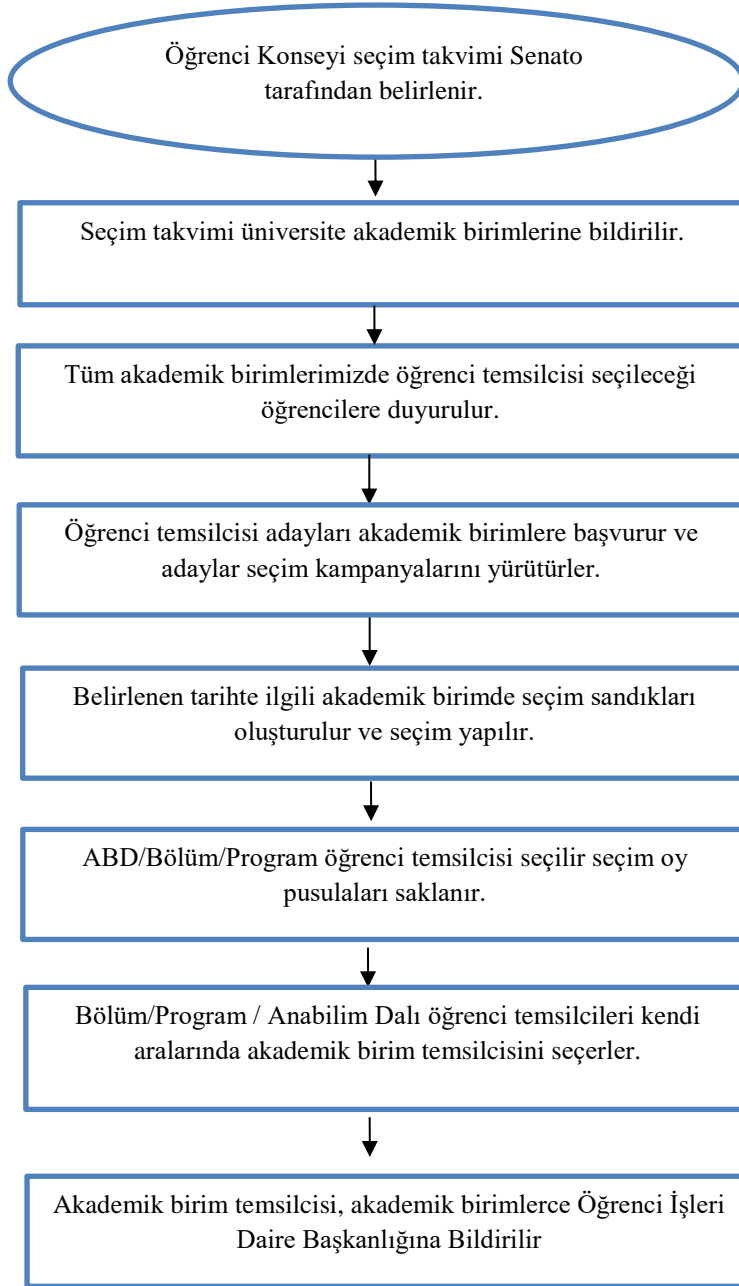 Öğrenci Konseyi seçim takvimi Senato
tarafından belirlenir.
Seçim takvimi üniversite akademik birimlerine bildirilir.
Tüm akademik birimlerimizde öğrenci temsilcisi seçileceği
öğrencilere duyurulur.
Öğrenci temsilcisi adayları akademik birimlere başvurur ve
adaylar seçim kampanyalarını yürütürler.
Belirlenen tarihte ilgili akademik birimde seçim sandıkları
oluşturulur ve seçim yapılır.
ABD/Bölüm/Program öğrenci temsilcisi seçilir seçim oy
pusulaları saklanır.
Bölüm/Program / Anabilim Dalı öğrenci temsilcileri kendi
aralarında akademik birim temsilcisini seçerler.
Akademik birim temsilcisi, akademik birimlerce Öğrenci İşleri
Daire Başkanlığına Bildirilir